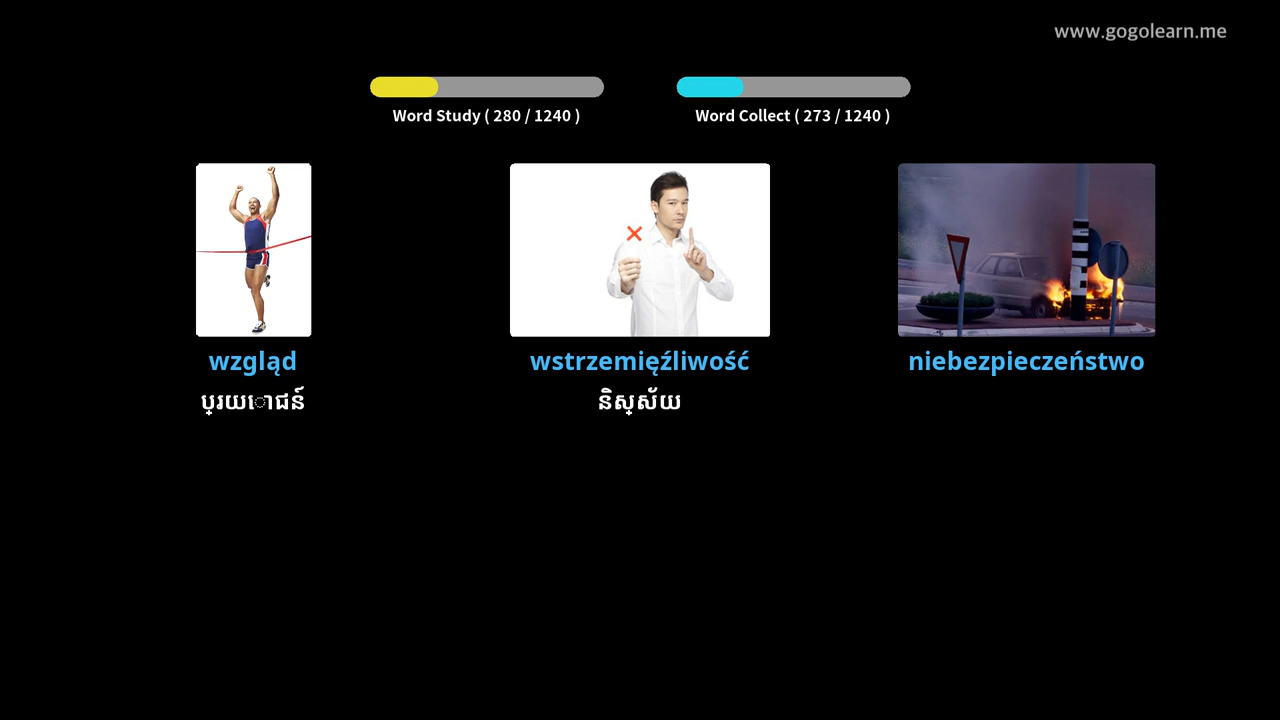 www.gogolearn.me
Word Study ( 280 / 1240 )
Word Collect ( 273 / 1240 )
wzgląd
wstrzemięźliwość
niebezpieczeństwo
ប្រយោជន៍
និស្ស័យ